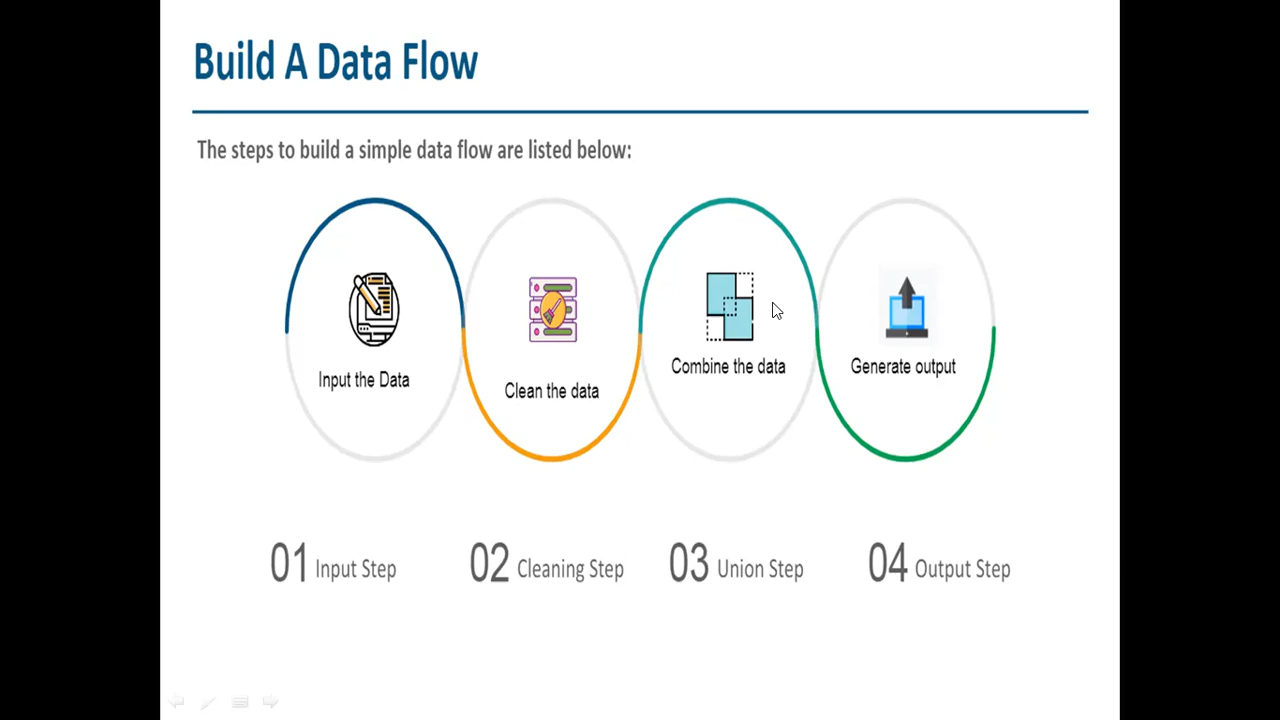 Build A Data Flow
The steps to build a simple data flow are listed below:
Input the Data
Clean the data
Combine the data
Generate output
01 Input Step
02 Cleaning Step
03 Union Step
04 Output Step